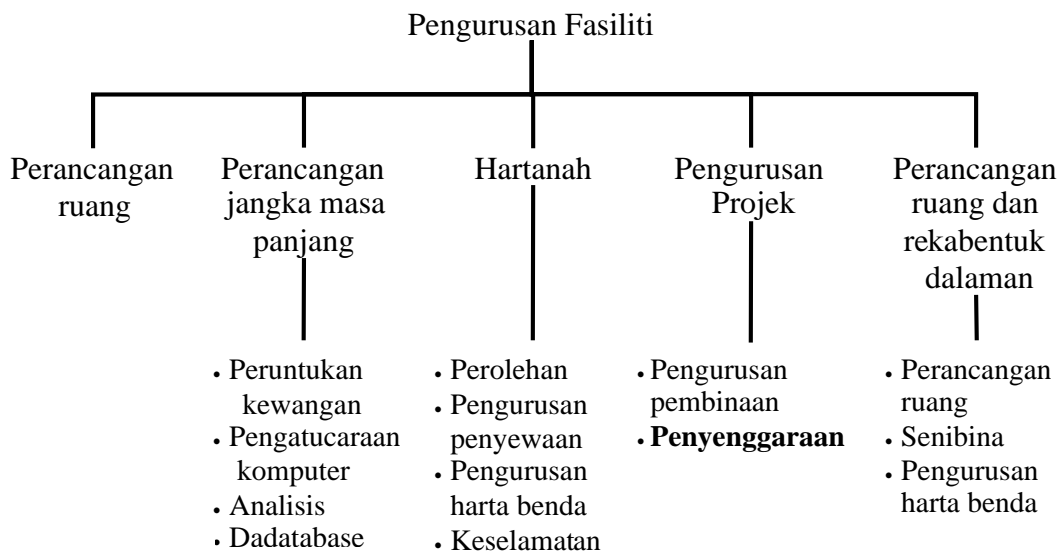 Pengurusan Fasiliti
Perancangan
ruang
Perancangan
jangka masa
panjang
Hartanah
Pengurusan
Projek
Perancangan
ruang dan
rekabentuk
dalaman
• Peruntukan
kewangan
• Pengatucaraan
komputer
• Analisis
• Dadatabase
• Perolehan
• Pengurusan
penyewaan
• Pengurusan
harta benda
• Keselamatan
• Pengurusan
pembinaan
• Penyenggaraan
• Perancangan
ruang
• Senibina
• Pengurusan
harta benda